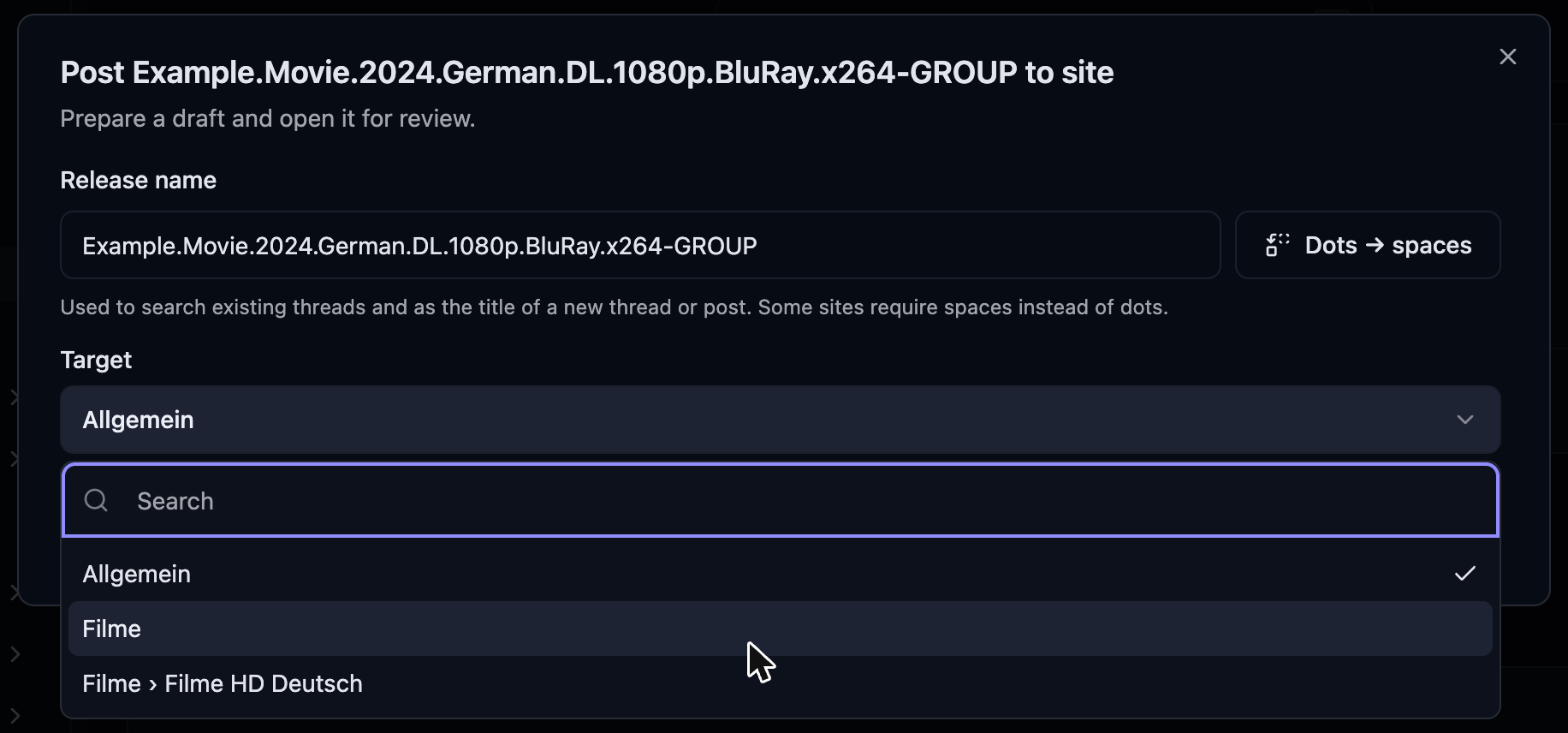 Post Example.Movie.2024.German.DL.1080p.BluRay.x264-GROUP to site
Prepare a draft and open it for review.
Release name
Example.Movie.2024.German.DL.1080p.BluRay.x264-GROUP
Dots → spaces
Used to search existing threads and as the title of a new thread or post. Some sites require spaces instead of dots.
Target
Allgemein
Search
Allgemein
Filme
Filme › Filme HD Deutsch